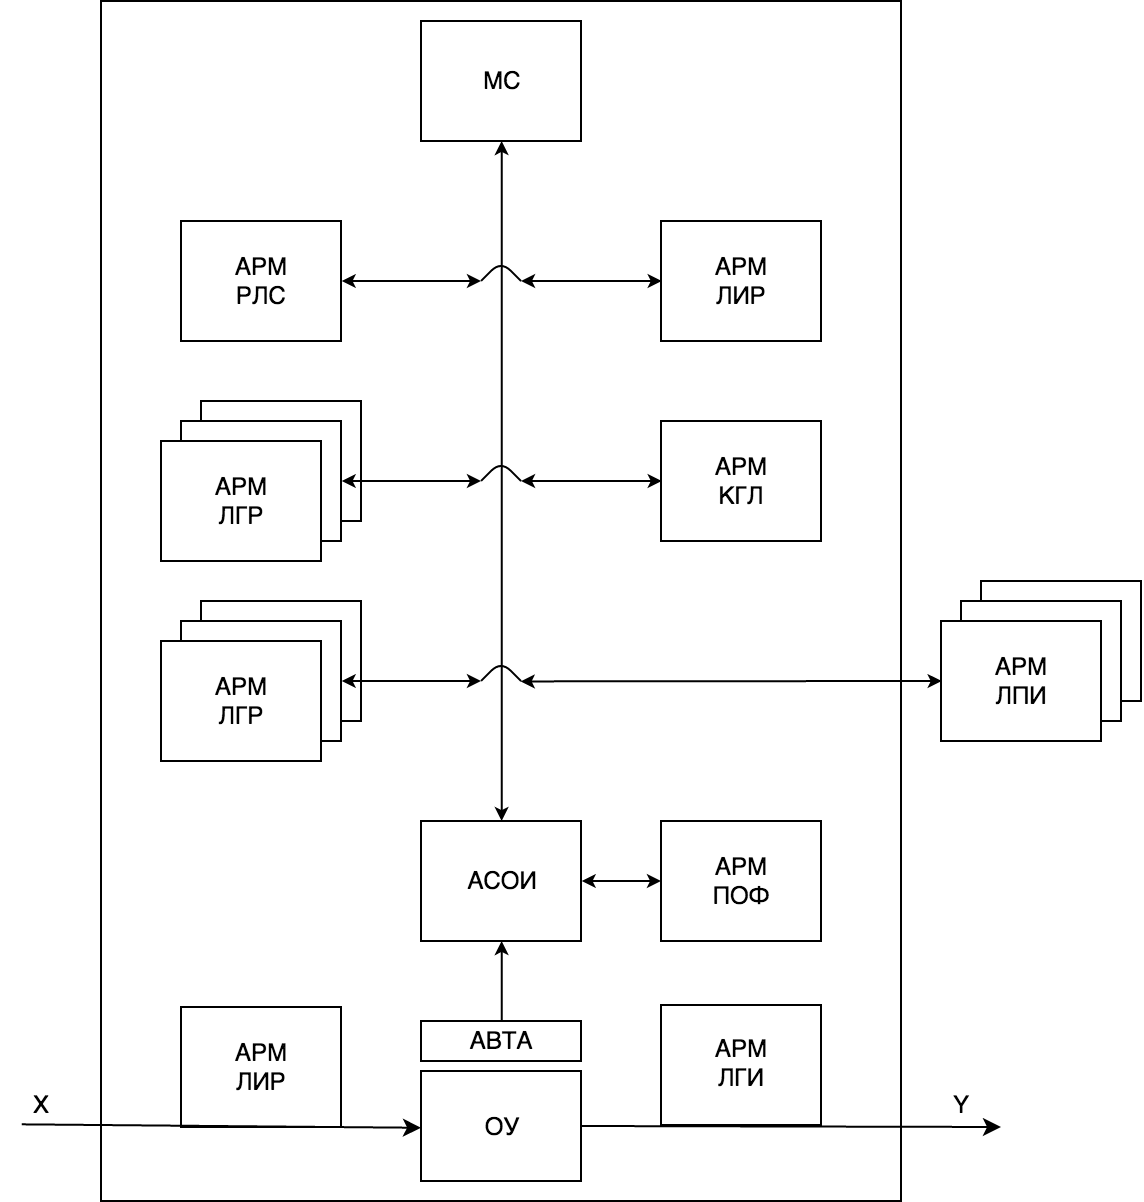 МС
АРМ
РЛС
АРМ
ЛИР
АРМ
ЛГР
АРМ
КГЛ
АРМ
ЛГР
АРМ
ЛПИ
АСОИ
АРМ
ПОФ
АВТА
АРМ
ЛИР
АРМ
ЛГИ
X
ОУ
Y